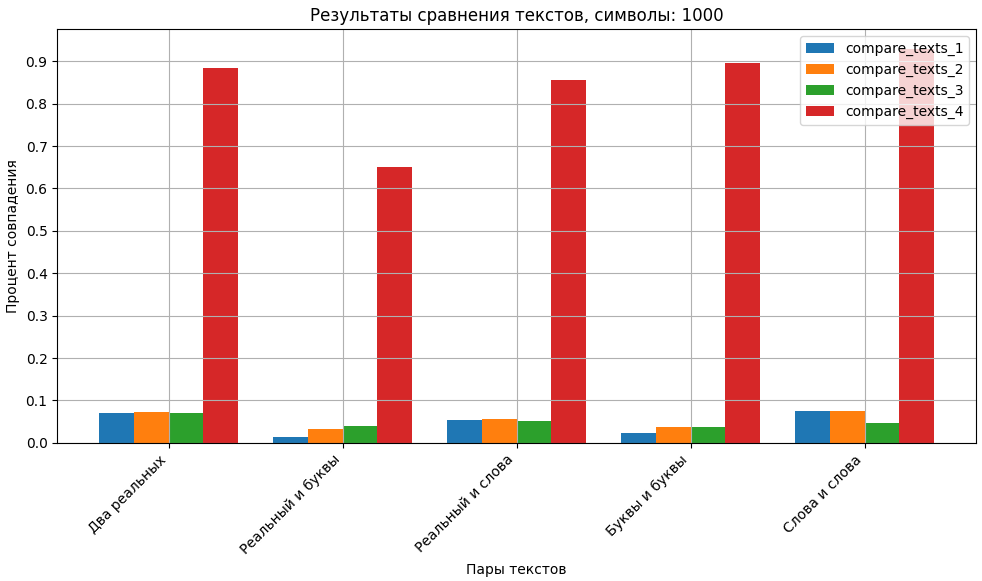 Результаты сравнения текстов, символы: 1000
compare_texts_1
compare_texts_2
compare_texts_3
compare_texts_4
Процент совпадения
0.9
0.8
0.7
0.6
0.5
0.4
0.3
0.2
0.1
0.0
Два реальных
Реальный и буквы
Реальный и слова
Буквы и буквы
Слова и слова
Пары текстов